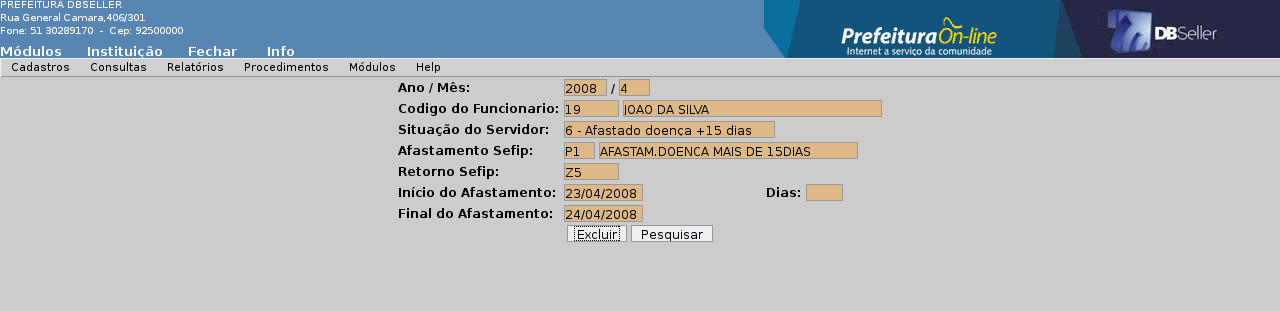 PREFEITURA DBSELLER
Rua General Camara,406/301
Fone: 51 30289170 - Cep: 92500000
Módulos Instituição Fechar Info
PrefeituraOn-line
Internet a serviço da comunidade
DBSeller
Cadastros Consultas Relatórios Procedimentos Módulos Help
Ano / Mês: 2008 / 4
Codigo do Funcionario: 19 JOAO DA SILVA
Situação do Servidor: 6 - Afastado doença +15 dias
Afastamento Sefip: P1 AFASTAM.DOENCA MAIS DE 15DIAS
Retorno Sefip: Z5
Início do Afastamento: 23/04/2008 Dias:
Final do Afastamento: 24/04/2008
Excluir Pesquisar